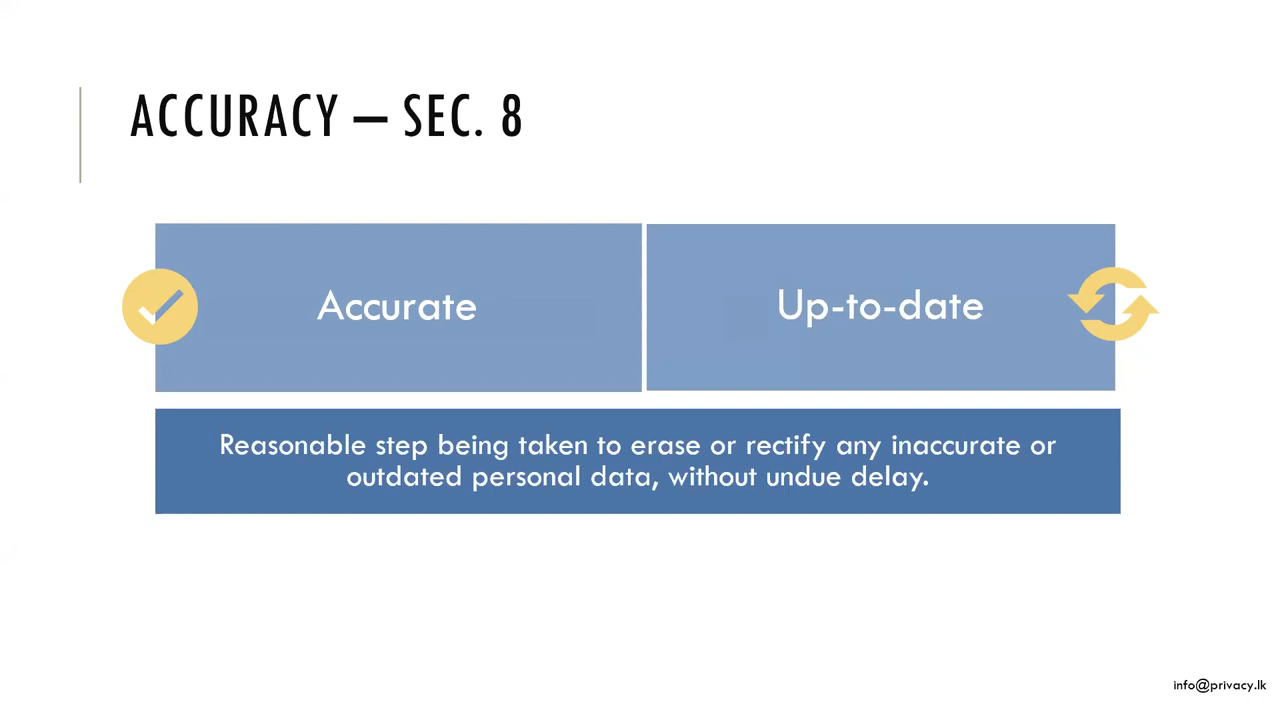 ACCURACY – SEC. 8
Accurate
Up-to-date
Reasonable step being taken to erase or rectify any inaccurate or
outdated personal data, without undue delay.
info@privacy.lk